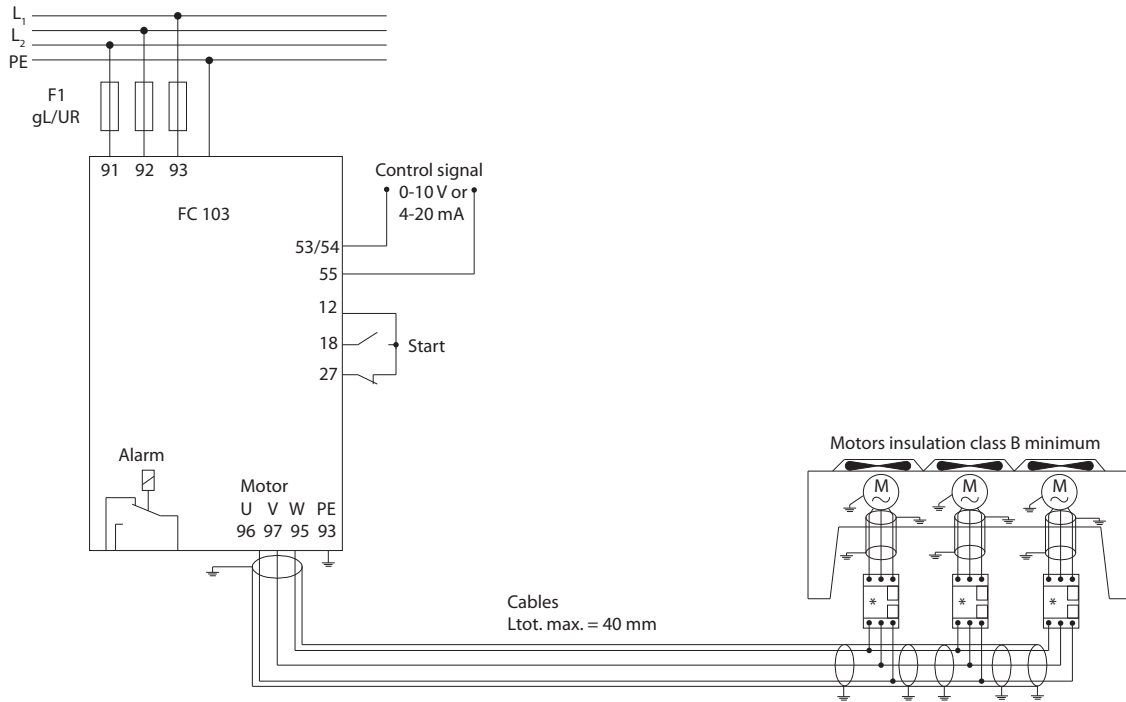 L₁
L₂
PE
F1
gL/UR
91 92 93
FC 103
Control signal
0-10 V or
4-20 mA
53/54
55
12
18
Start
27
Alarm
Motor
U V W PE
96 97 95 93
Motors insulation class B minimum
M M M
* * *
Cables
Ltot. max. = 40 mm